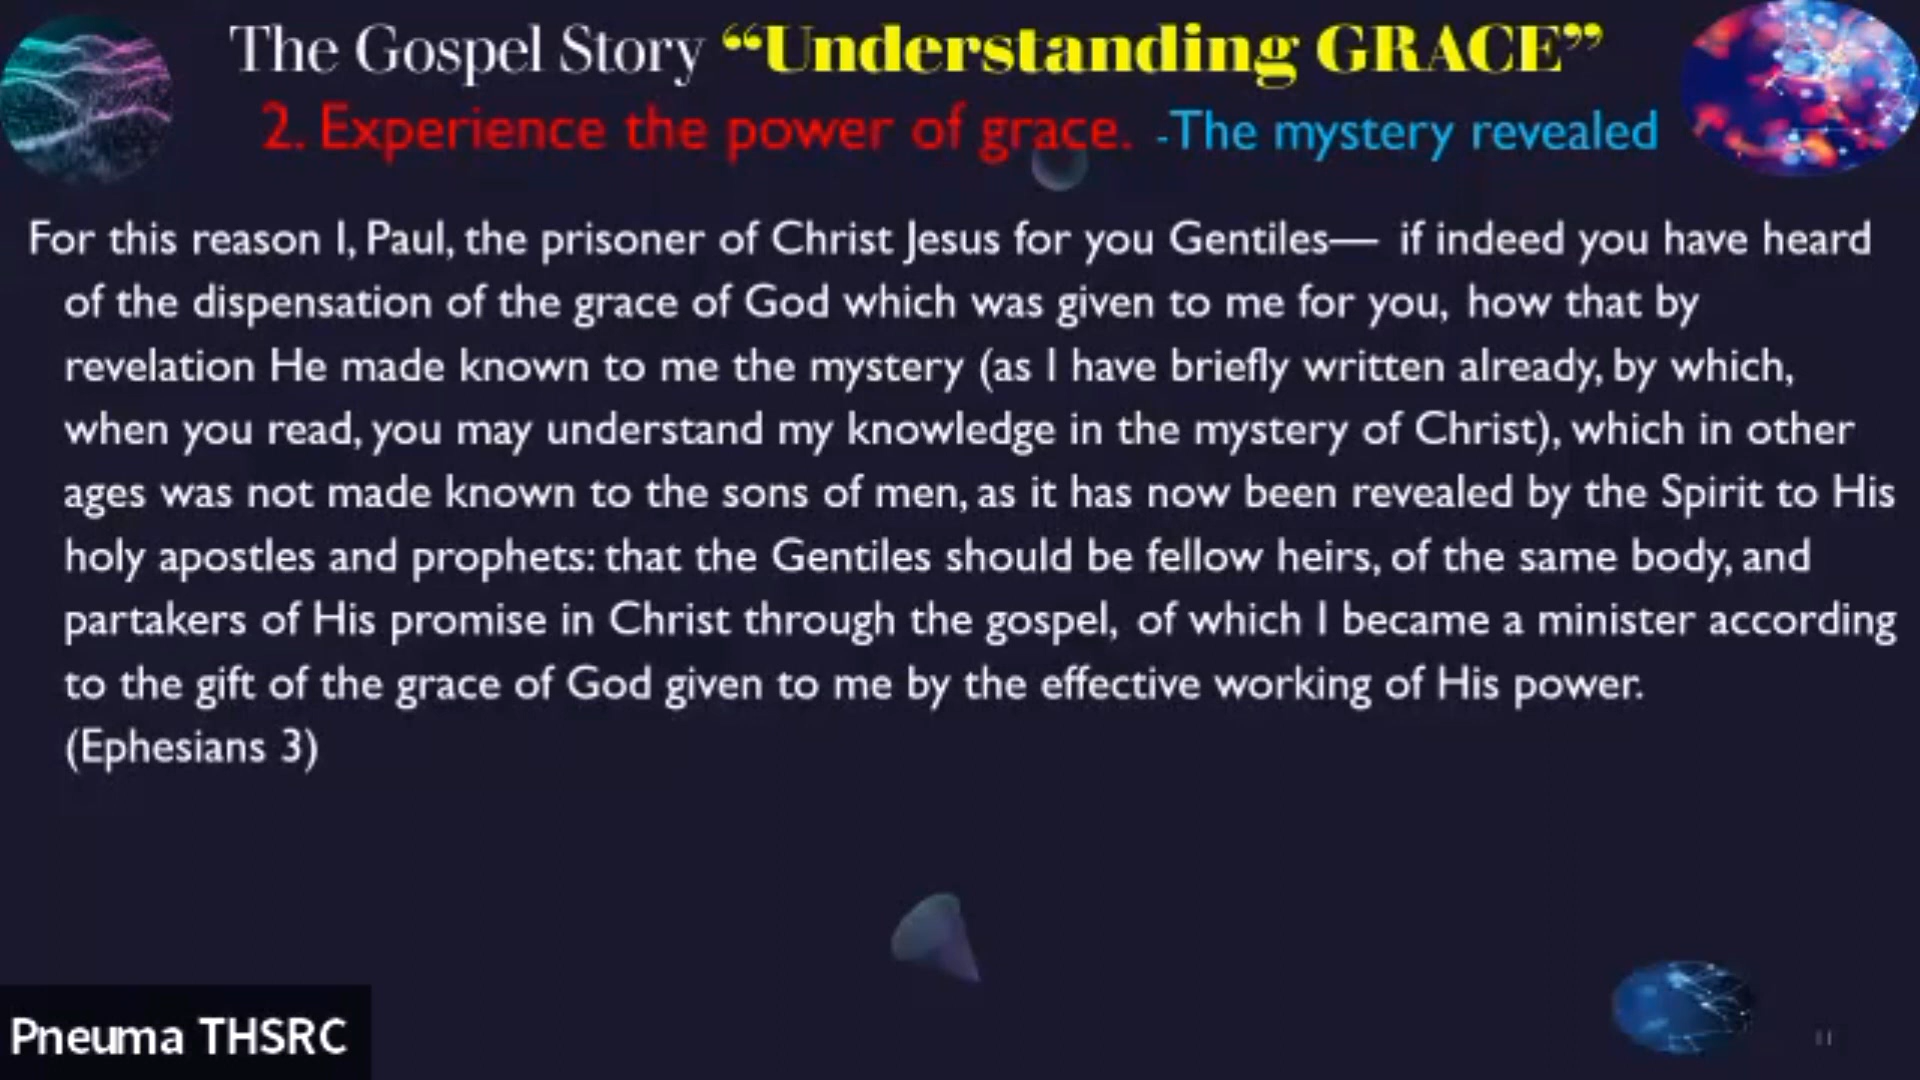 The Gospel Story “Understanding GRACE”
2. Experience the power of grace. -The mystery revealed
For this reason I, Paul, the prisoner of Christ Jesus for you Gentiles— if indeed you have heard
of the dispensation of the grace of God which was given to me for you, how that by
revelation He made known to me the mystery (as I have briefly written already, by which,
when you read, you may understand my knowledge in the mystery of Christ), which in other
ages was not made known to the sons of men, as it has now been revealed by the Spirit to His
holy apostles and prophets: that the Gentiles should be fellow heirs, of the same body, and
partakers of His promise in Christ through the gospel, of which I became a minister according
to the gift of the grace of God given to me by the effective working of His power.
(Ephesians 3)
Pneuma THSRC
11